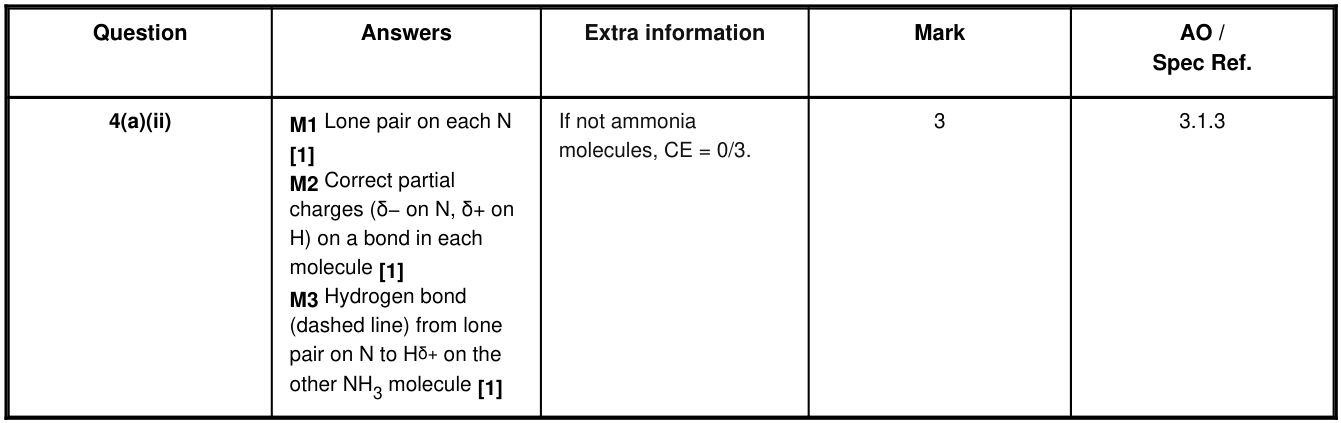 Question Answers Extra information Mark AO /
Spec Ref.
4(a)(ii) M1 Lone pair on each N If not ammonia 3 3.1.3
[1] molecules, CE = 0/3.
M2 Correct partial
charges (δ− on N, δ+ on
H) on a bond in each
molecule [1]
M3 Hydrogen bond
(dashed line) from lone
pair on N to Hδ+ on the
other NH3 molecule [1]